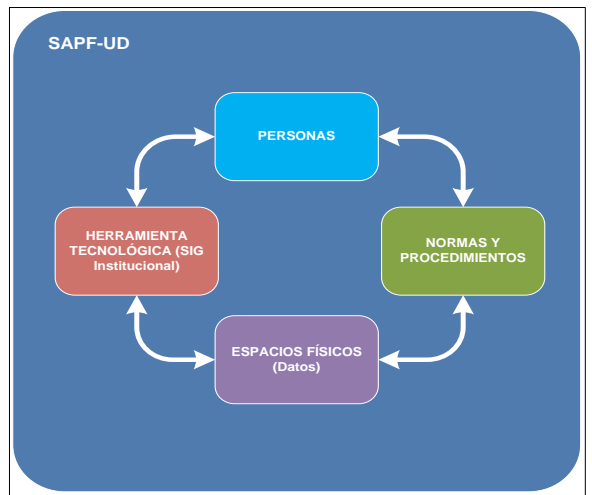 SAPF-UD
PERSONAS
HERRAMIENTA
TECNOLÓGICA (SIG
Institucional)
NORMAS Y
PROCEDIMIENTOS
ESPACIOS FÍSICOS
(Datos)